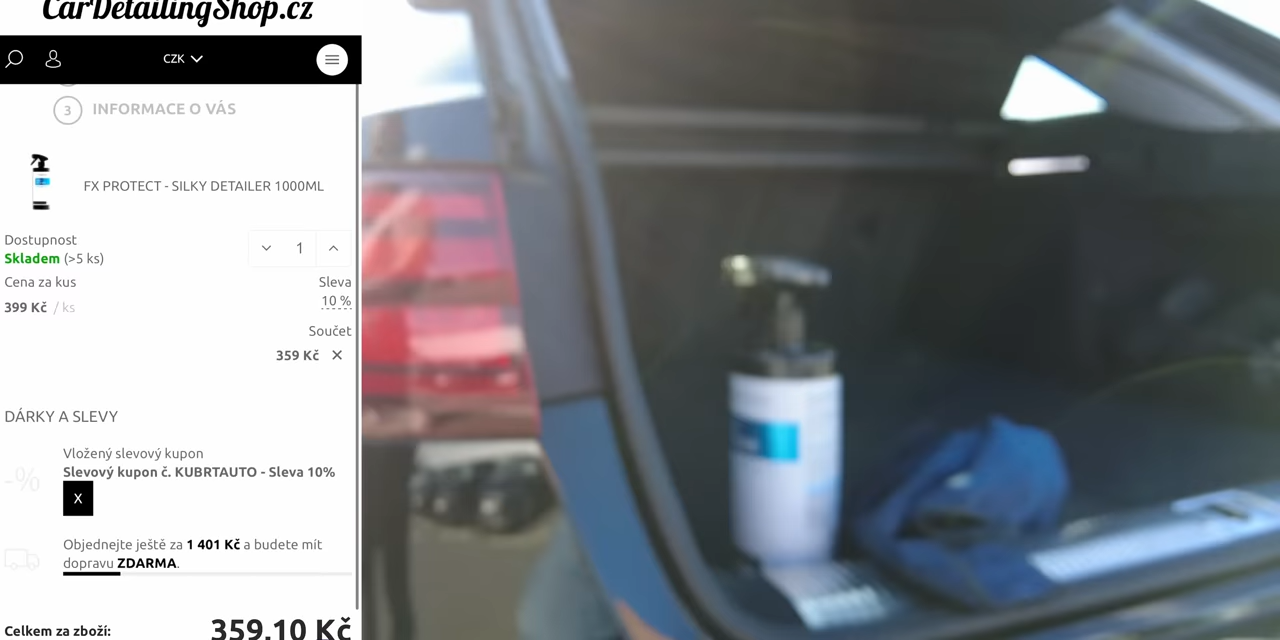 CarDetailingShop.cz
CZK
3 INFORMACE O VÁS
FX PROTECT - SILKY DETAILER 1000ML
Dostupnost
Skladem (>5 ks)
1
Cena za kus
399 Kč / ks
Sleva
10 %
Součet
359 Kč ✕
DÁRKY A SLEVY
-%
Vložený slevový kupon
Slevový kupon č. KUBRTAUTO - Sleva 10%
X
Objednejte ještě za 1 401 Kč a budete mít
dopravu ZDARMA.
Celkem za zboží: 359,10 Kč